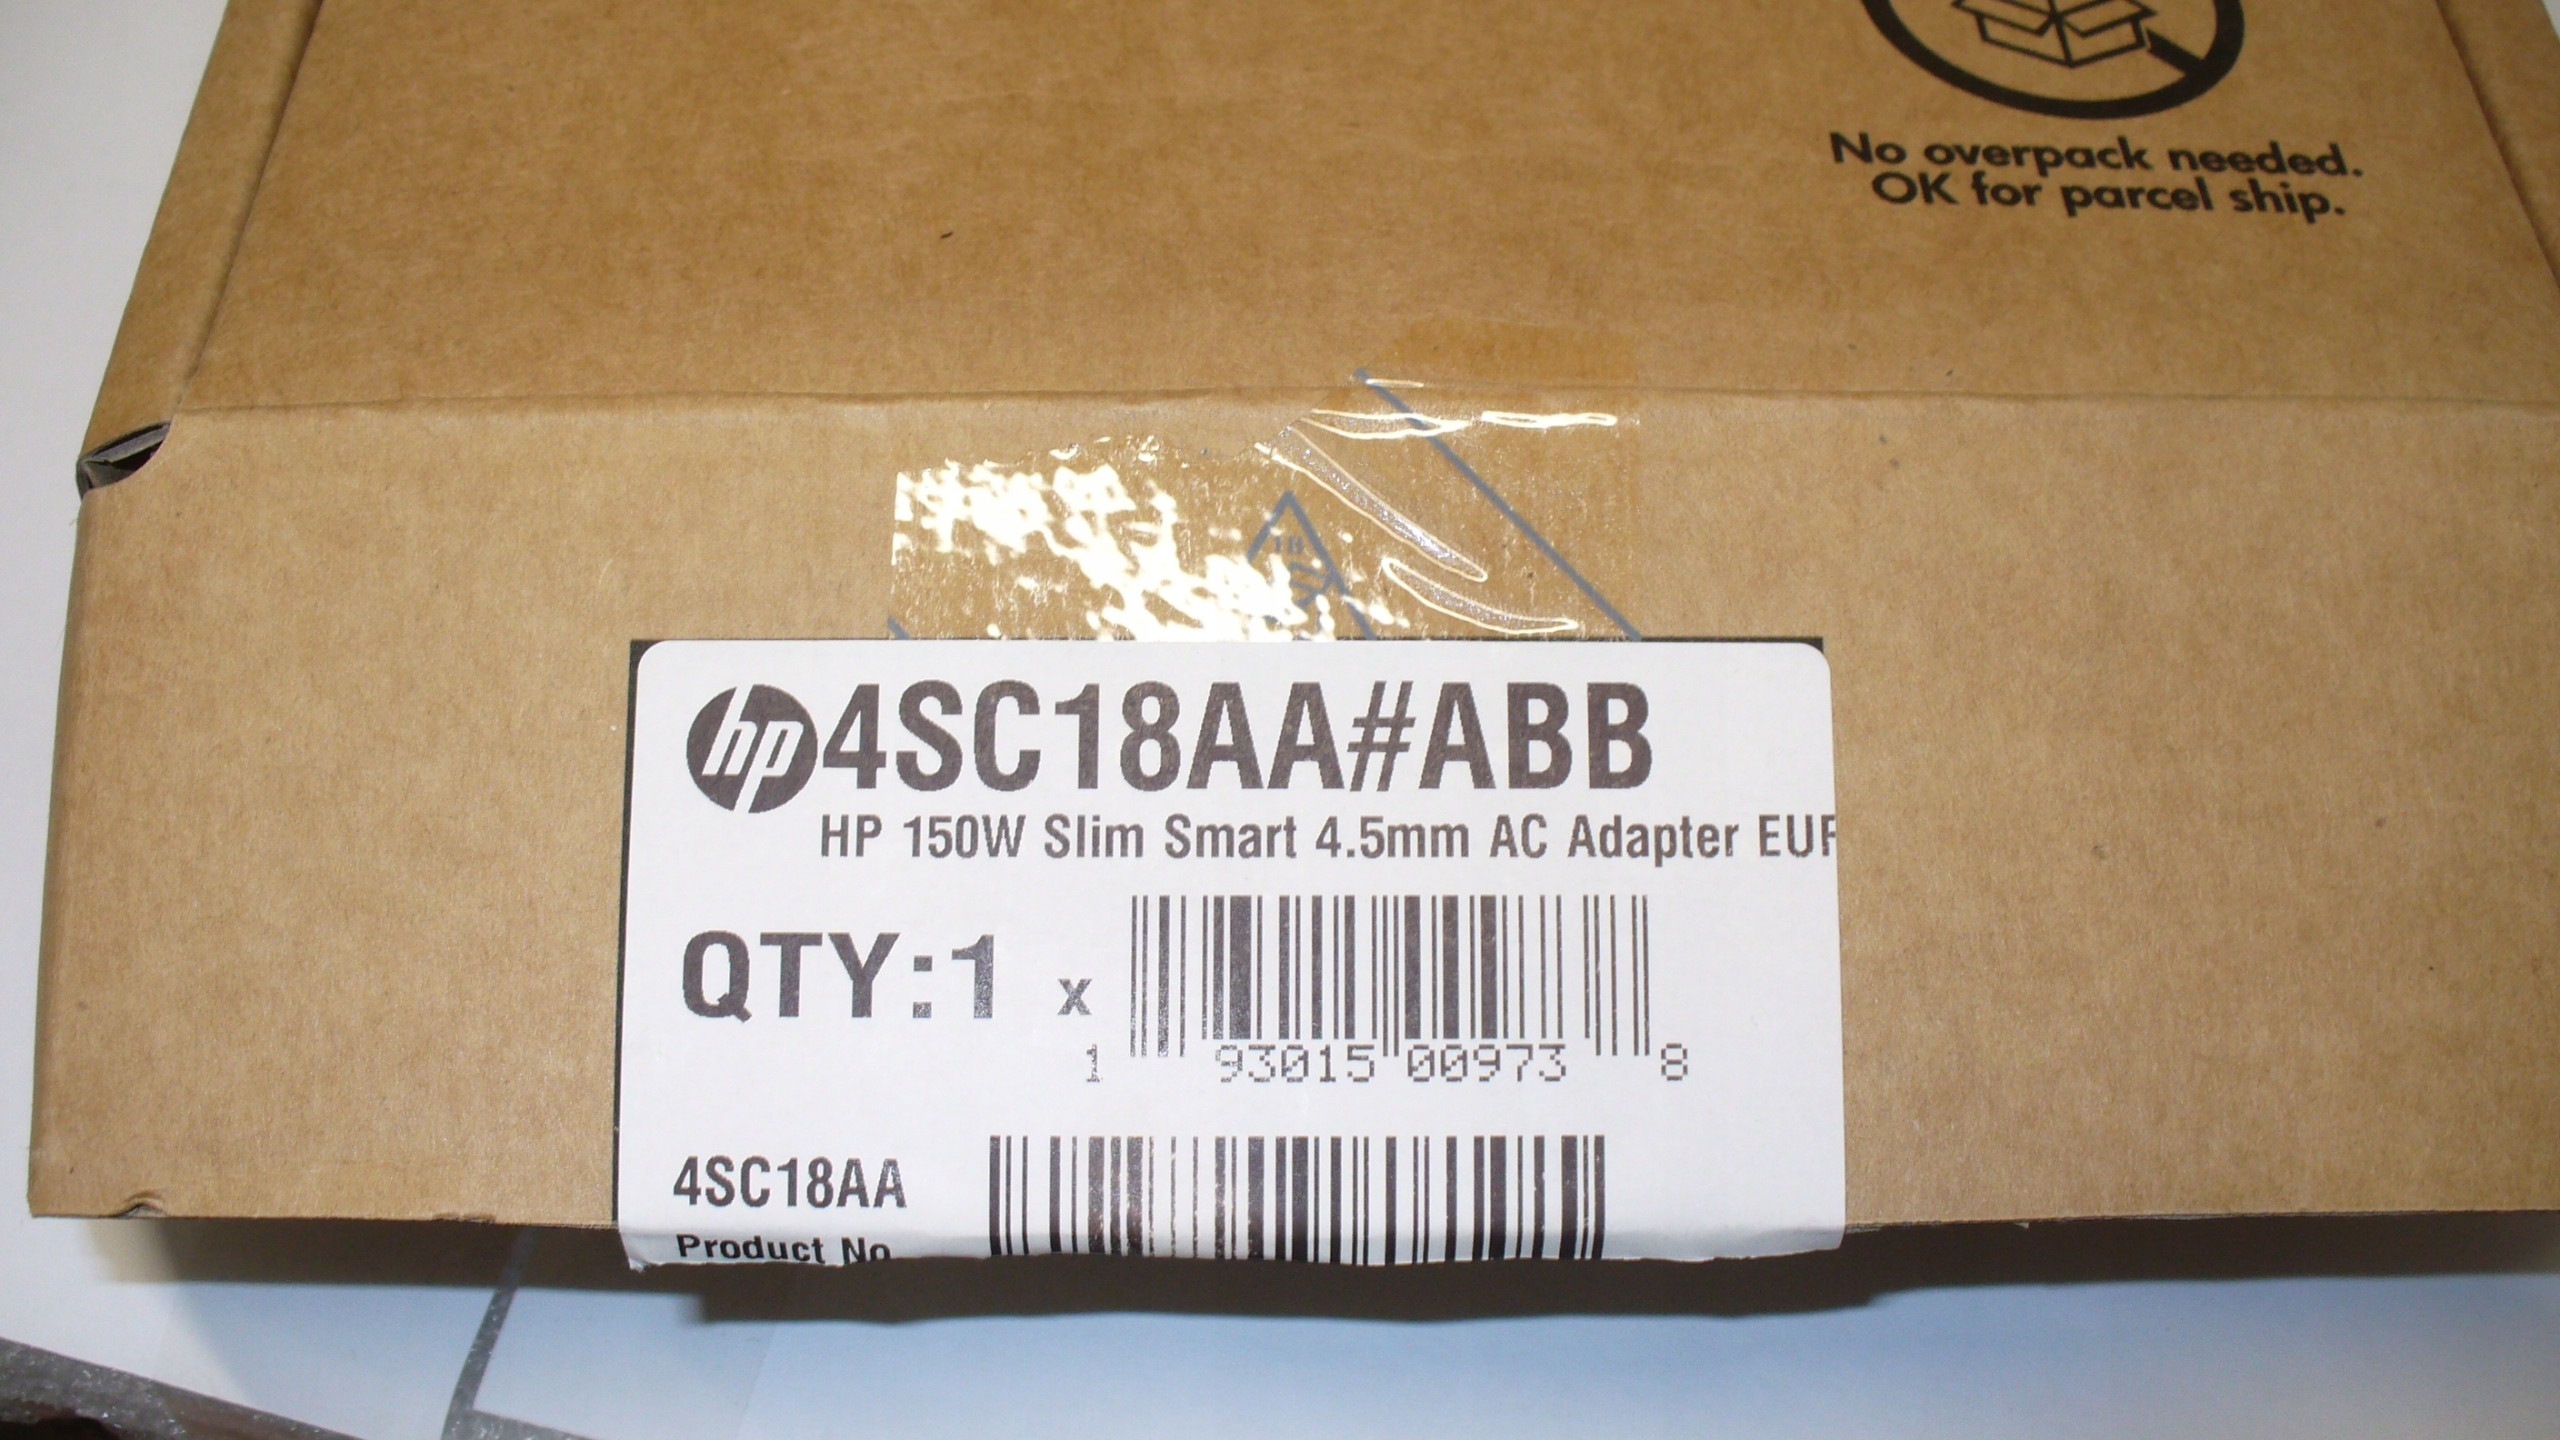 No overpack needed.
OK for parcel ship.
hp 4SC18AA#ABB
HP 150W Slim Smart 4.5mm AC Adapter EUR
QTY:1 x
1 93015 00973 8
4SC18AA
Product No